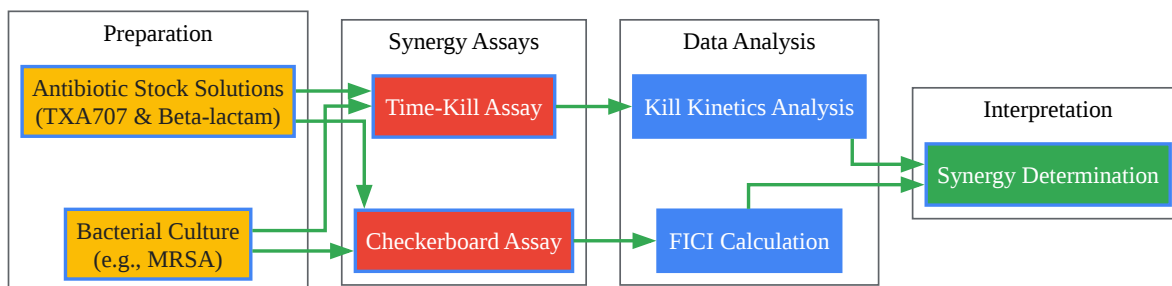 Preparation
Antibiotic Stock Solutions
(TXA707 & Beta-lactam)
Bacterial Culture
(e.g., MRSA)
Synergy Assays
Time-Kill Assay
Checkerboard Assay
Data Analysis
Kill Kinetics Analysis
FICI Calculation
Interpretation
Synergy Determination